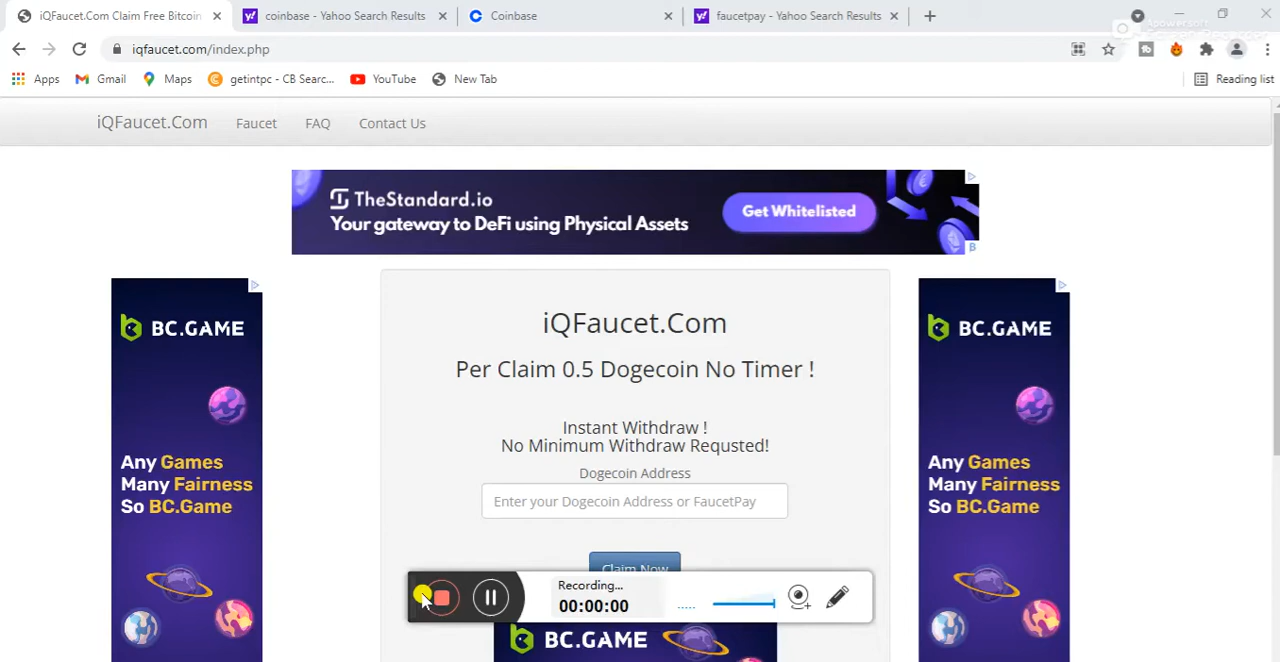 iQFaucet.Com Claim Free Bitcoin
coinbase - Yahoo Search Results
Coinbase
faucetpay - Yahoo Search Results
Apowersoft
Screen Recorder
iqfaucet.com/index.php
Apps
Gmail
Maps
getintpc - CB Searc...
YouTube
New Tab
Reading list
iQFaucet.Com
Faucet
FAQ
Contact Us
TheStandard.io
Your gateway to DeFi using Physical Assets
Get Whitelisted
BC.GAME
Any Games
Many Fairness
So BC.Game
iQFaucet.Com
Per Claim 0.5 Dogecoin No Timer !
Instant Withdraw !
No Minimum Withdraw Requsted!
Dogecoin Address
Enter your Dogecoin Address or FaucetPay
Claim Now
BC.GAME
Any Games
Many Fairness
So BC.Game
Recording...
00:00:00
BC.GAME